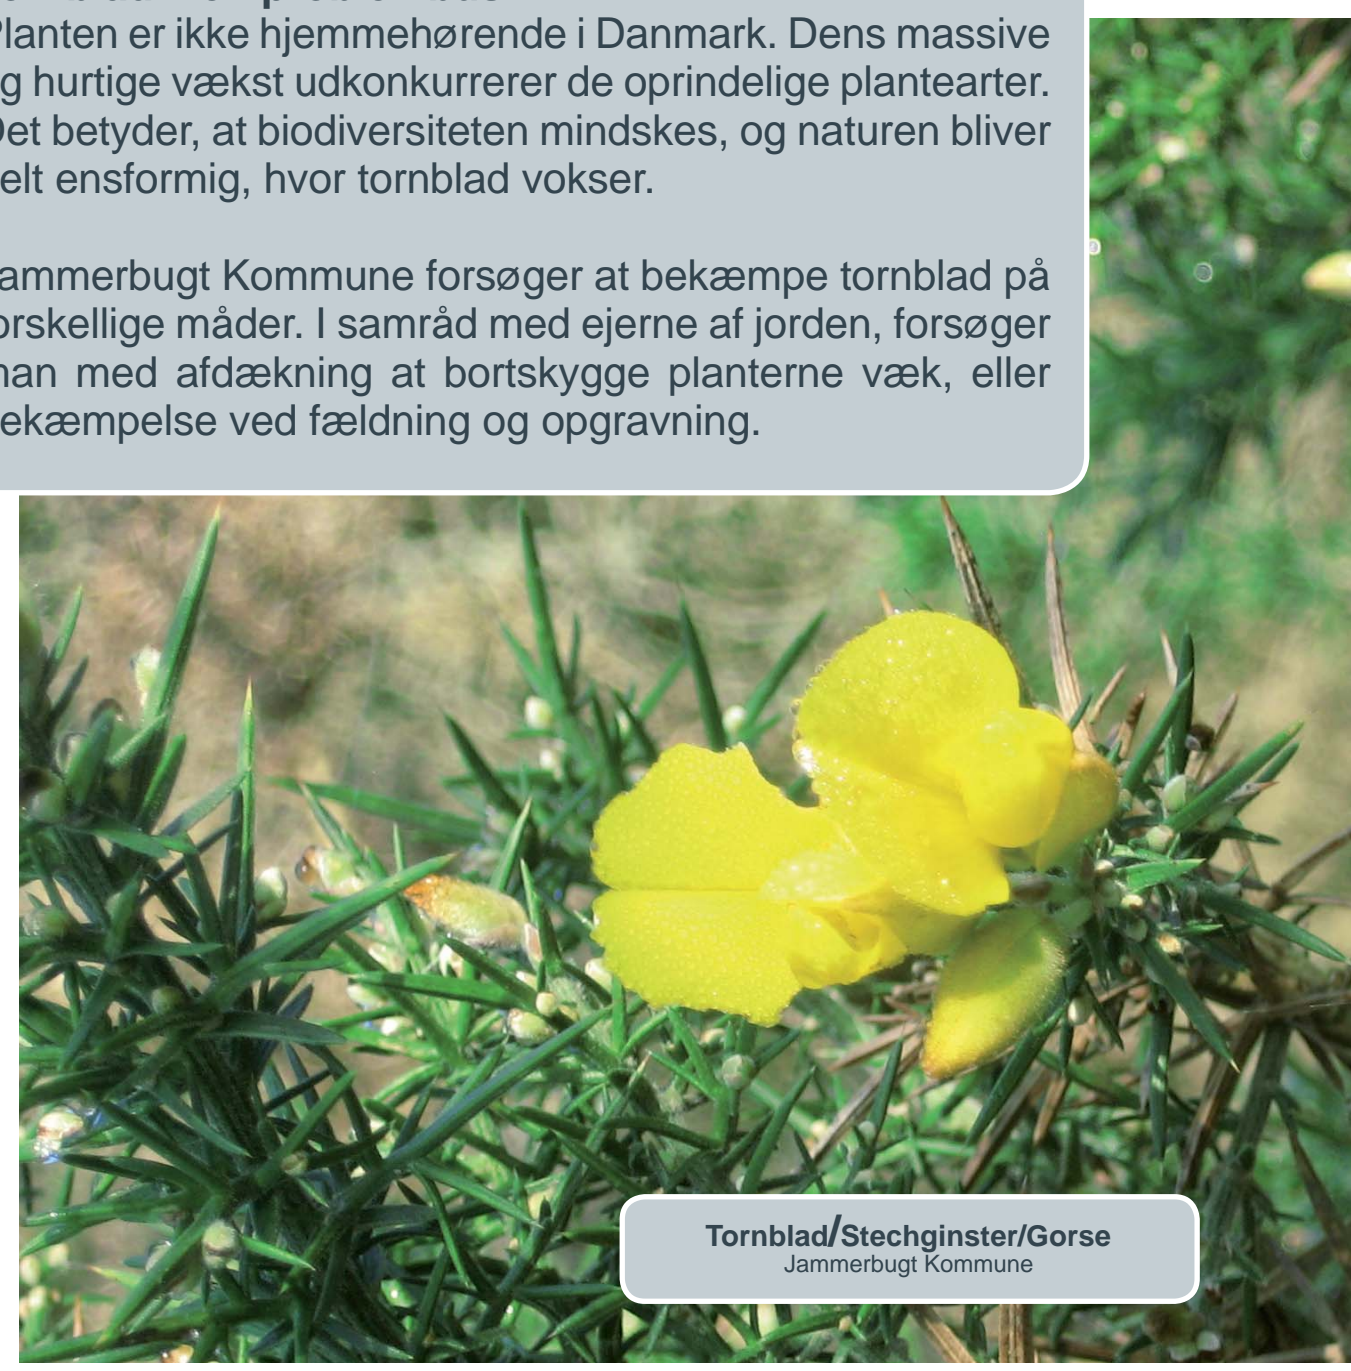 Planten er ikke hjemmehørende i Danmark. Dens massive
g hurtige vækst udkonkurrerer de oprindelige plantearter.
Det betyder, at biodiversiteten mindskes, og naturen bliver
elt ensformig, hvor tornblad vokser.
ammerbugt Kommune forsøger at bekæmpe tornblad på
orskellige måder. I samråd med ejerne af jorden, forsøger
man med afdækning at bortskygge planterne væk, eller
ekæmpelse ved fældning og opgravning.
Tornblad/Stechginster/Gorse
Jammerbugt Kommune